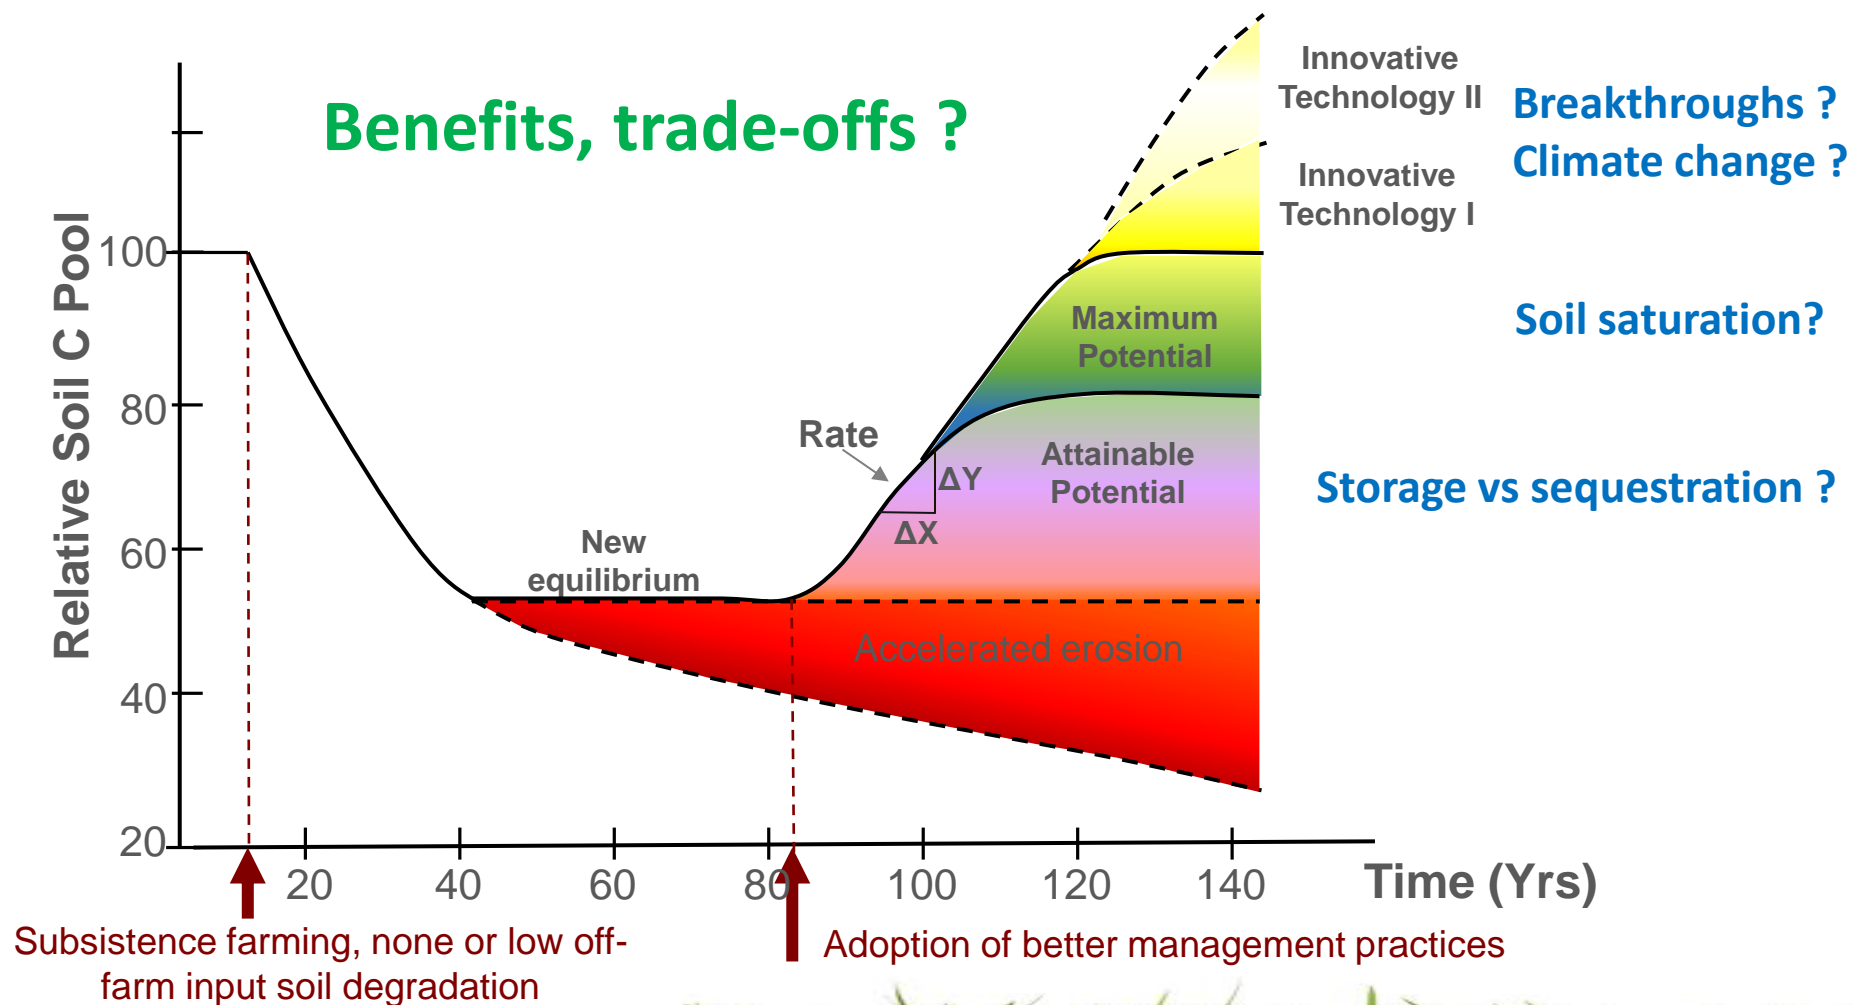 Benefits, trade-offs ?
Innovative
Technology II
Breakthroughs ?
Climate change ?
Innovative
Technology I
Relative Soil C Pool
100
80
60
40
20
Maximum
Potential
Soil saturation?
Rate
ΔY
ΔX
Attainable
Potential
Storage vs sequestration ?
New
equilibrium
Accelerated erosion
20
40
60
80
100
120
140
Time (Yrs)
Subsistence farming, none or low off-
farm input soil degradation
Adoption of better management practices